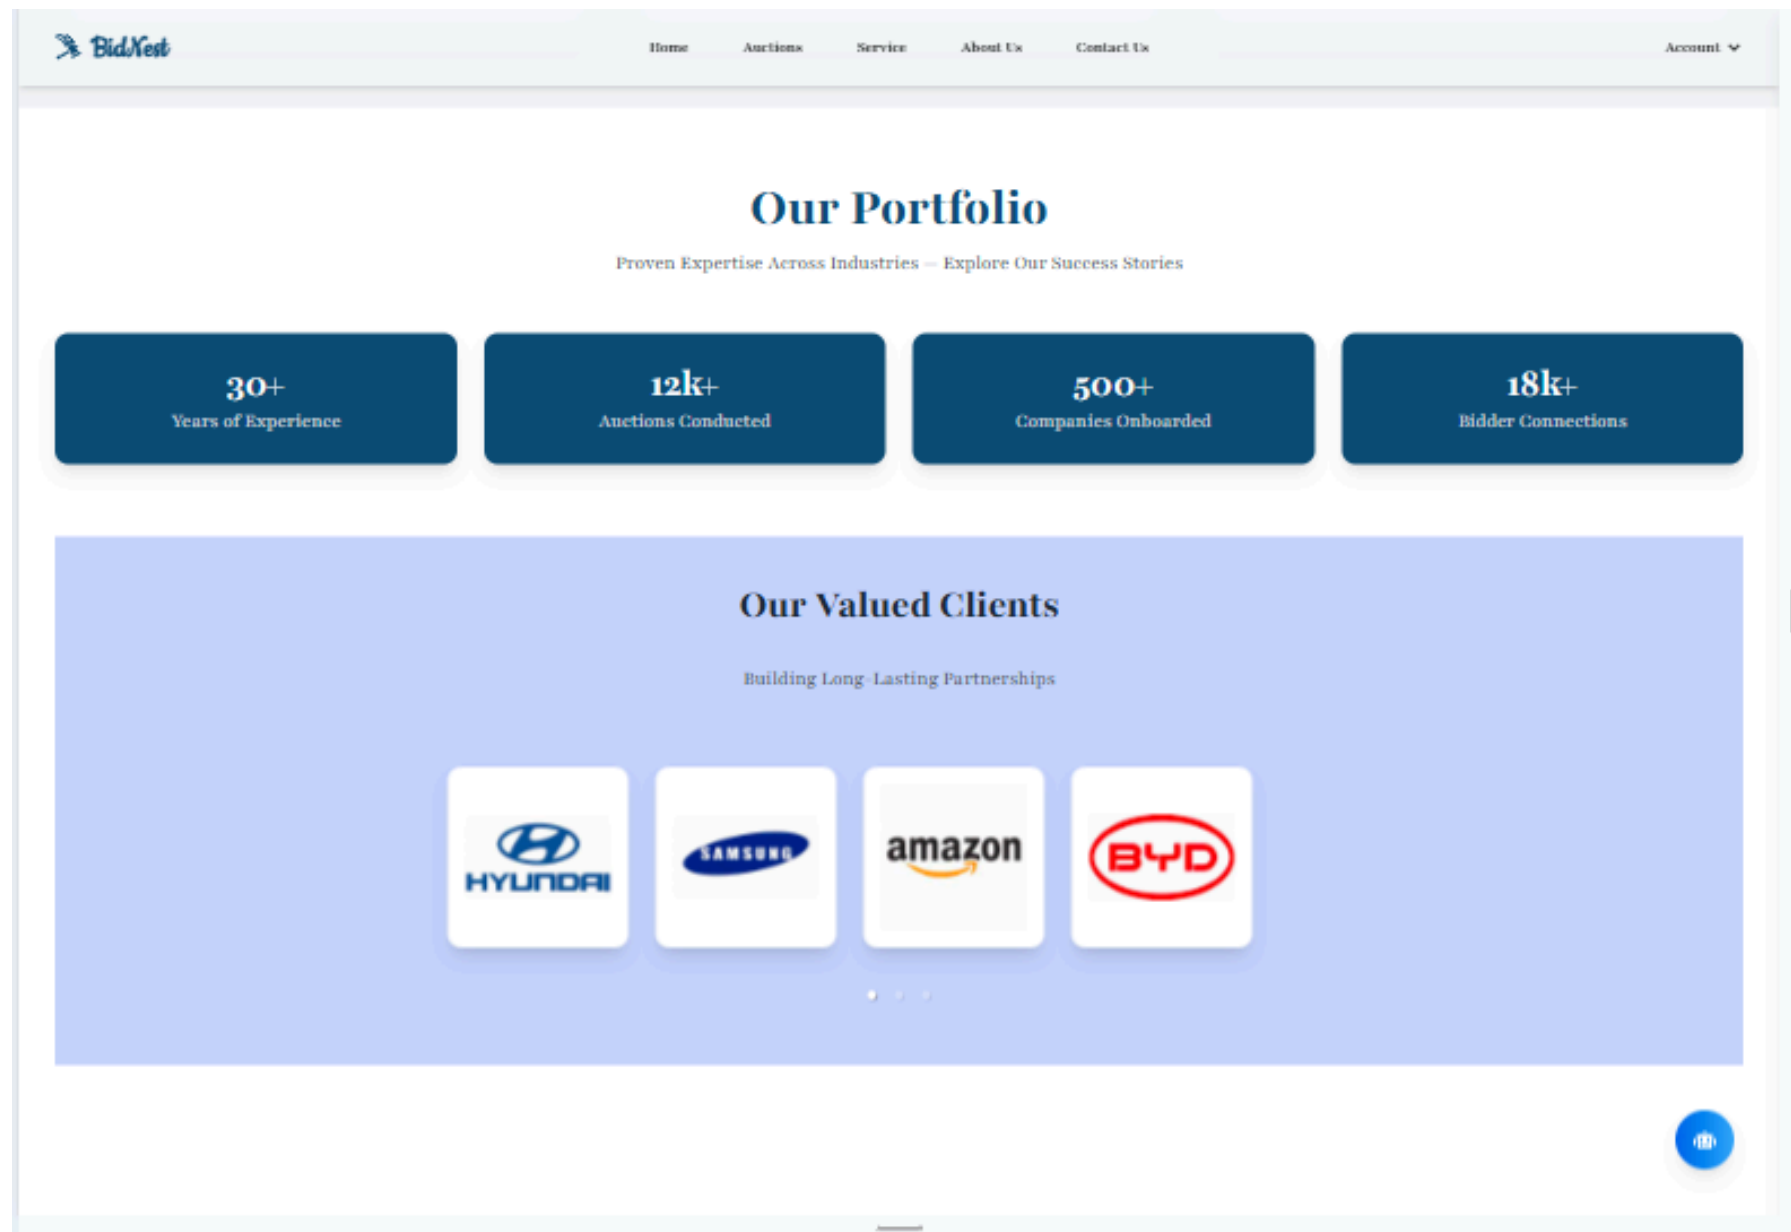 BidNest
Home Auctions Service About Us Contact Us Account
Our Portfolio
Proven Expertise Across Industries — Explore Our Success Stories
30+ 12k+ 500+ 18k+
Years of Experience Auctions Conducted Companies Onboarded Bidder Connections
Our Valued Clients
Building Long-Lasting Partnerships
HYUNDAI SAMSUNG amazon BYD